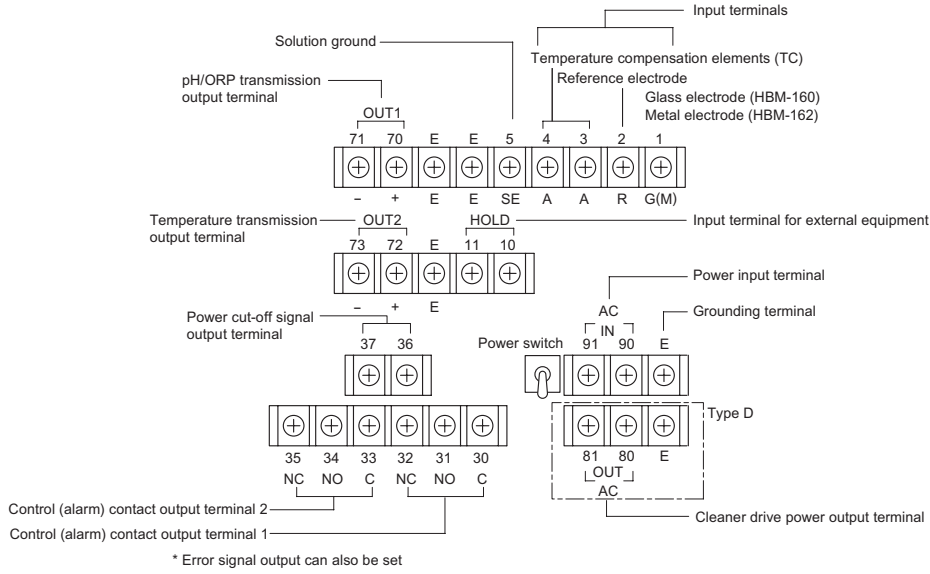 Input terminals
Solution ground
Temperature compensation elements (TC)
Reference electrode
pH/ORP transmission
output terminal
Glass electrode (HBM-160)
Metal electrode (HBM-162)
OUT1
71 70 E E 5 4 3 2 1
− + E E SE A A R G(M)
Temperature transmission
output terminal
OUT2
HOLD
Input terminal for external equipment
73 72 E 11 10
− + E
Power input terminal
AC
IN
Grounding terminal
Power cut-off signal
output terminal
37 36
Power switch
91 90 E
Type D
35 34 33 32 31 30
NC NO C NC NO C
81 80 E
OUT
AC
Control (alarm) contact output terminal 2
Control (alarm) contact output terminal 1
Cleaner drive power output terminal
* Error signal output can also be set